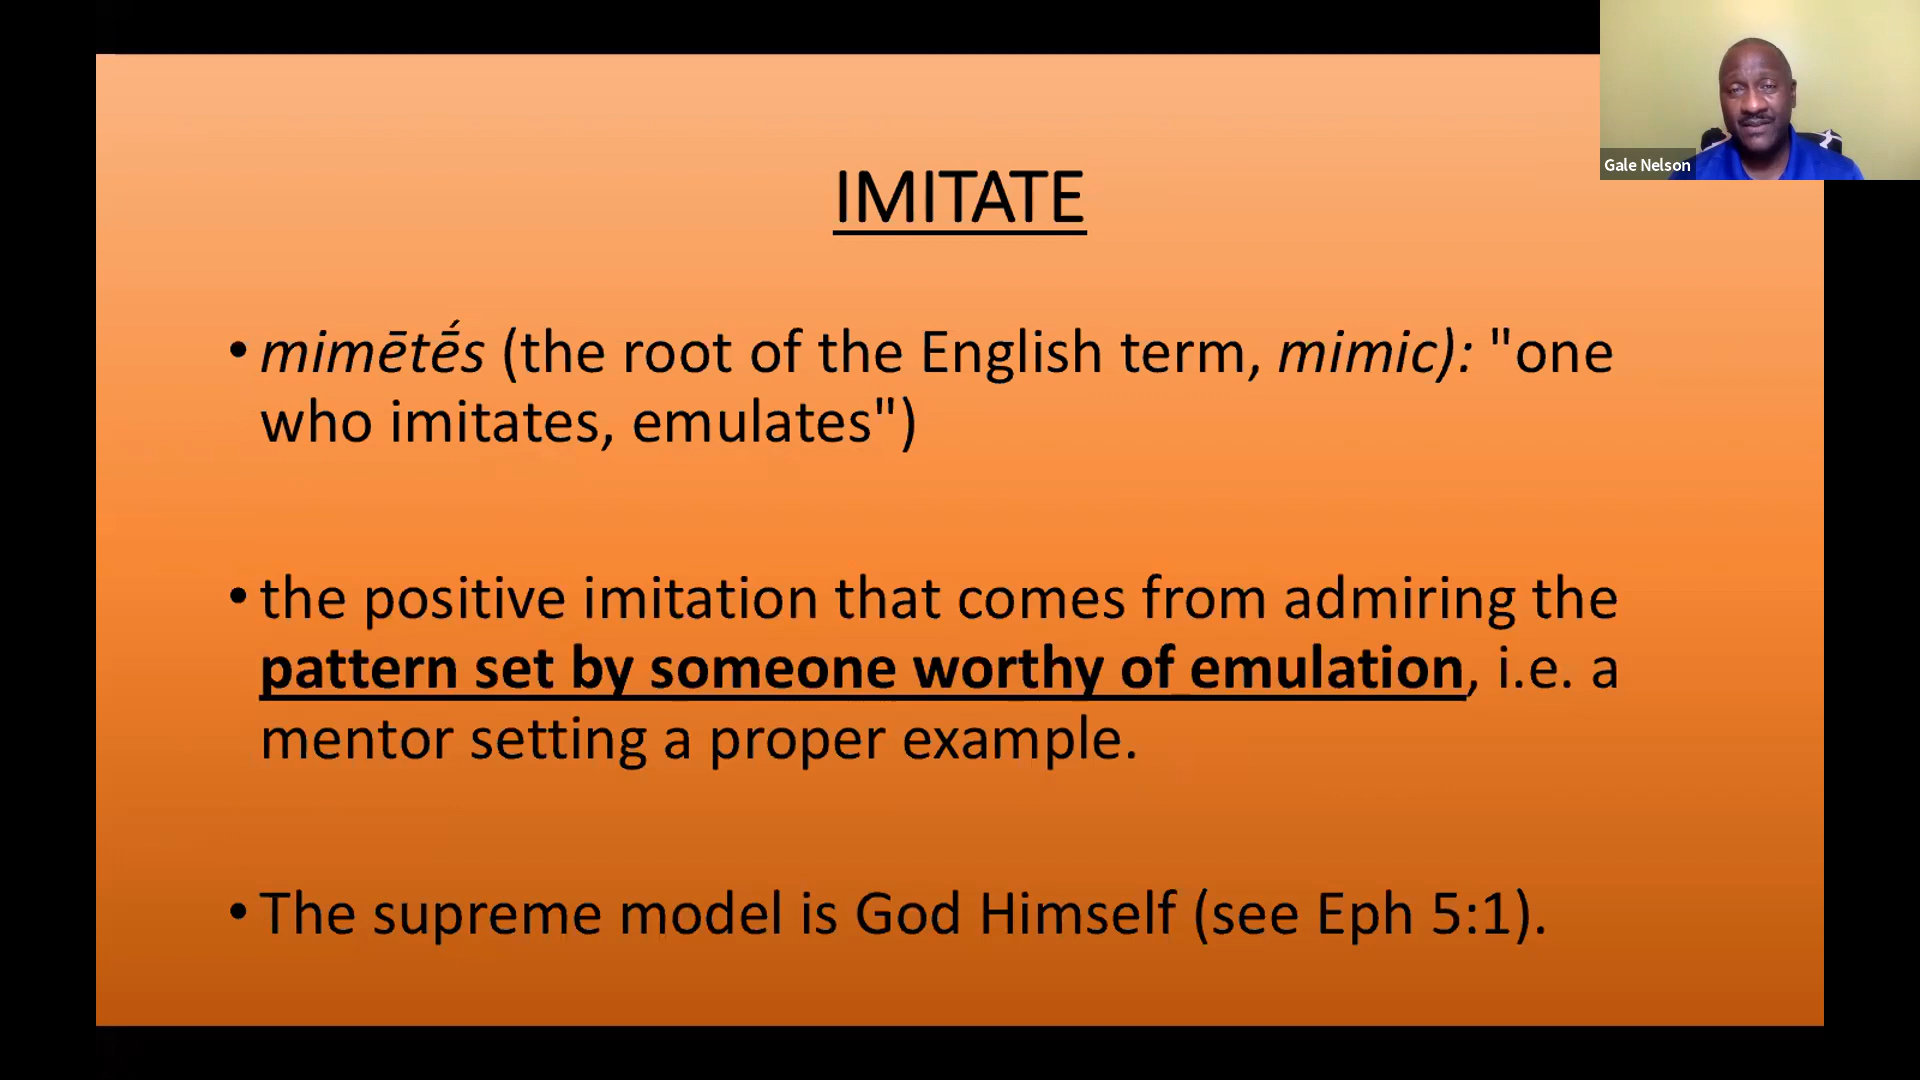 Gale Nelson
IMITATE
• mimētḗs (the root of the English term, mimic): "one
who imitates, emulates")
• the positive imitation that comes from admiring the
pattern set by someone worthy of emulation, i.e. a
mentor setting a proper example.
• The supreme model is God Himself (see Eph 5:1).